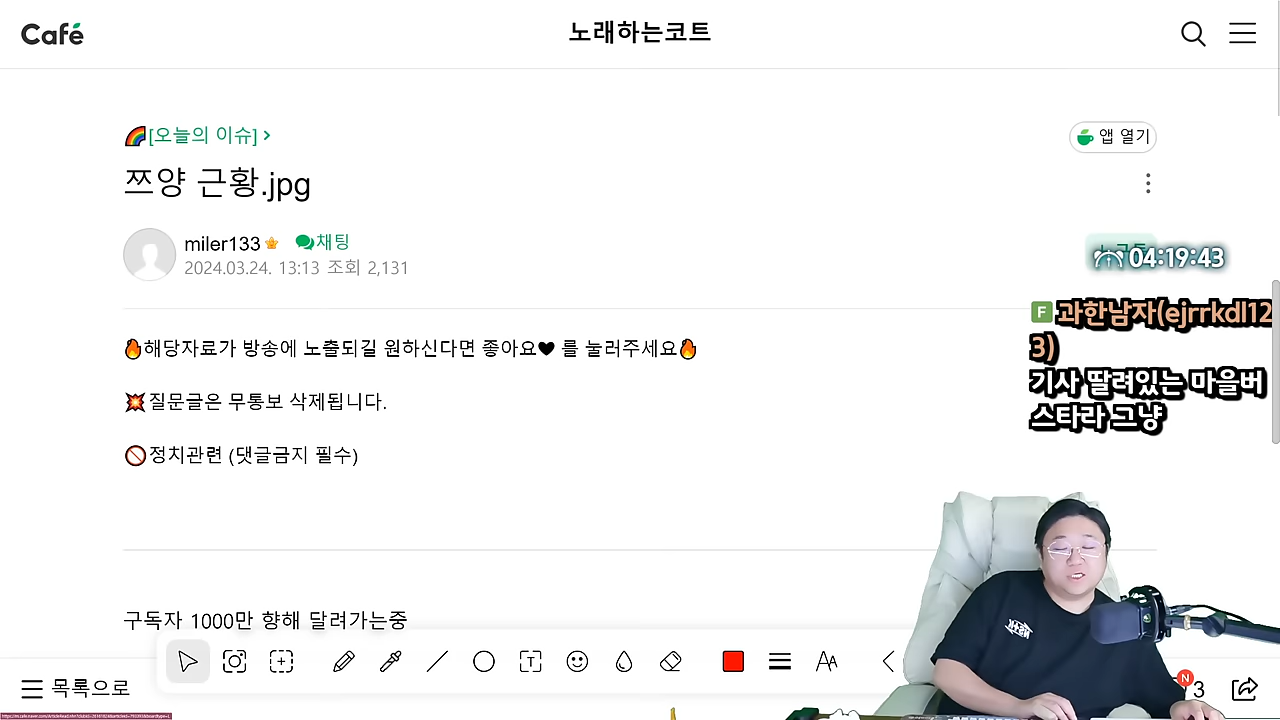 Café
노래하는코트
[오늘의 이슈] >
앱 열기
쯔양 근황.jpg
miler133 채팅
2024.03.24. 13:13 조회 2,131
04:19:43
F 과한남자(ejrrkdl12
3)
기사 딸려있는 마을버
스타라 그냥
해당자료가 방송에 노출되길 원하신다면 좋아요🖤 를 눌러주세요
질문글은 무통보 삭제됩니다.
정치관련 (댓글금지 필수)
구독자 1000만 향해 달려가는중
목록으로
N
3